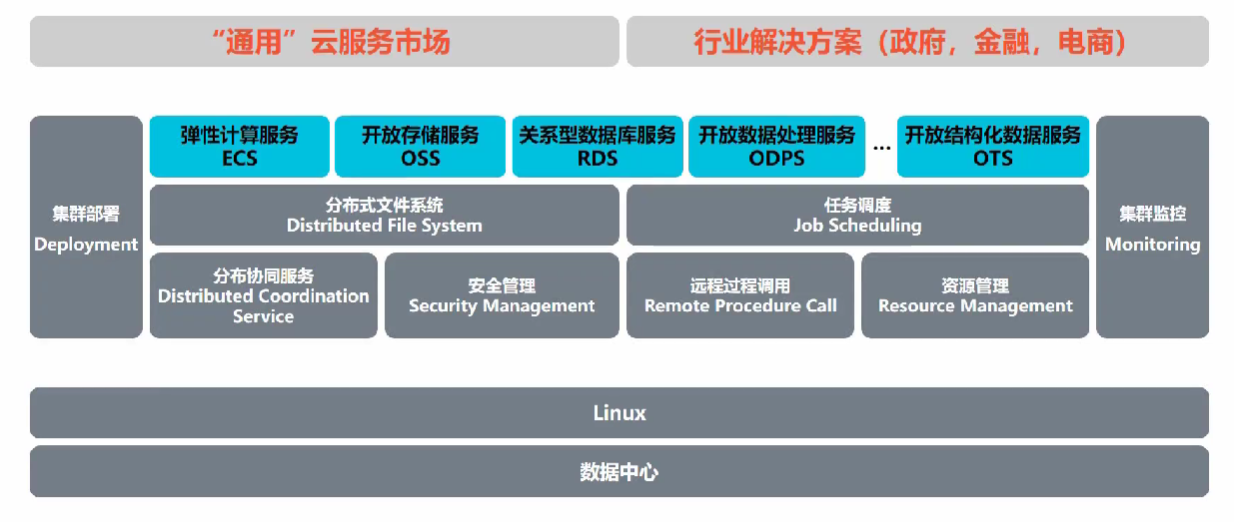 “通用”云服务市场
行业解决方案（政府，金融，电商）
集群部署
Deployment
弹性计算服务
ECS
开放存储服务
OSS
关系型数据库服务
RDS
开放数据处理服务
ODPS
...
开放结构化数据服务
OTS
分布式文件系统
Distributed File System
任务调度
Job Scheduling
分布协同服务
Distributed Coordination
Service
安全管理
Security Management
远程过程调用
Remote Procedure Call
资源管理
Resource Management
集群监控
Monitoring
Linux
数据中心